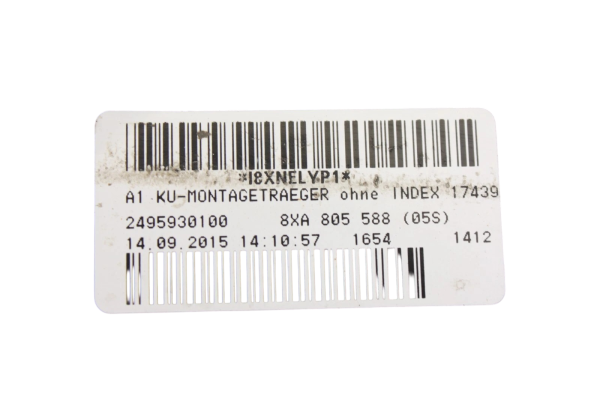 *I8XNELYP1*
A1 KU-MONTAGETRAEGER ohne INDEX 17439
2495930100 8XA 805 588 (05S)
14.09.2015 14:10:57 1654 1412